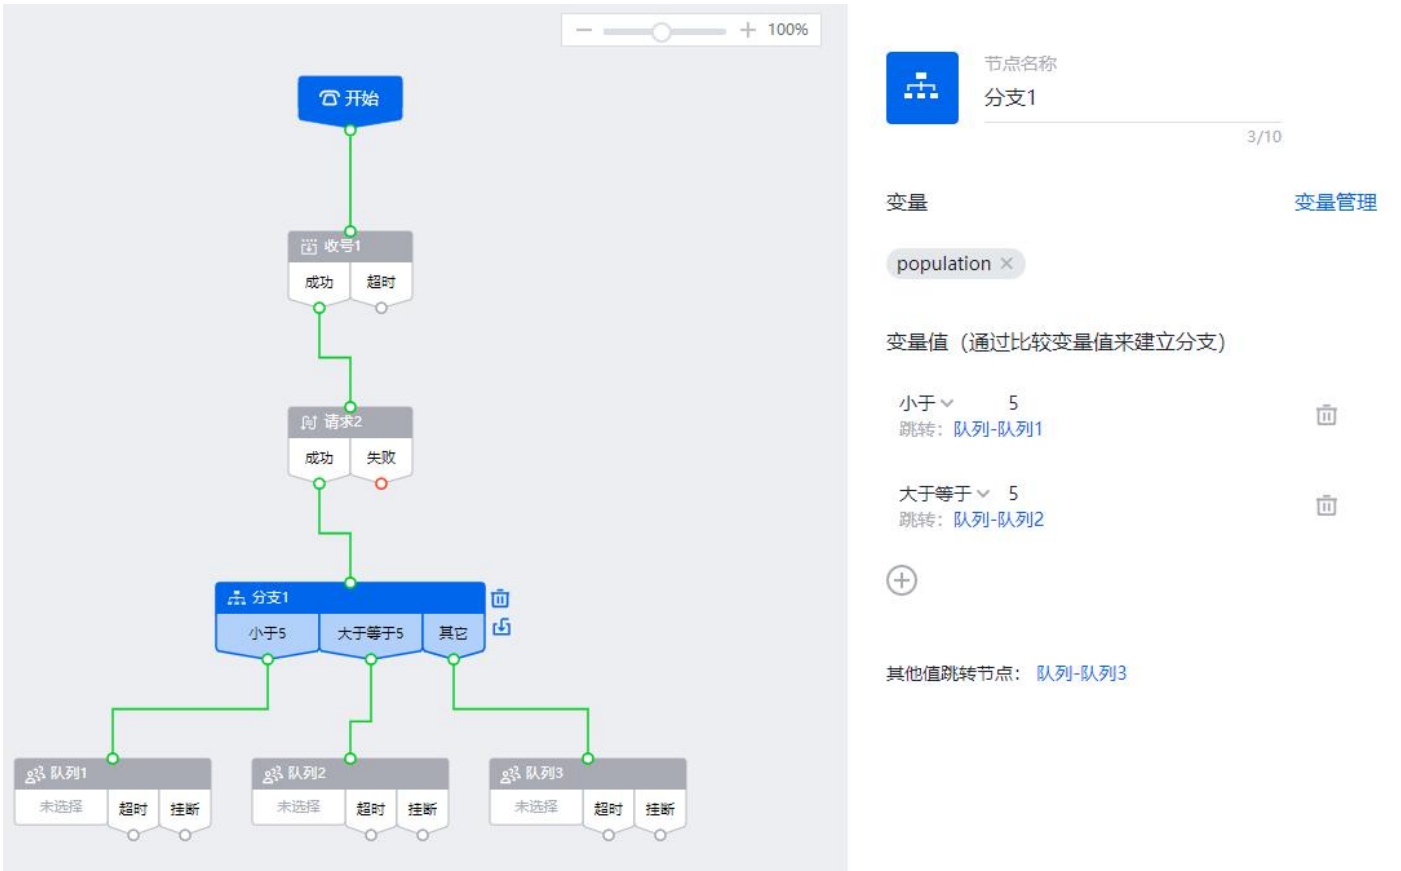 100%
开始
收号1
成功 超时
请求2
成功 失败
分支1
小于5 大于等于5 其它
队列1 队列2 队列3
未选择 超时 挂断 未选择 超时 挂断 未选择 超时 挂断
节点名称
分支1
3/10
变量 变量管理
population ×
变量值（通过比较变量值来建立分支）
小于 5
跳转：队列-队列1
大于等于 5
跳转：队列-队列2
其他值跳转节点： 队列-队列3